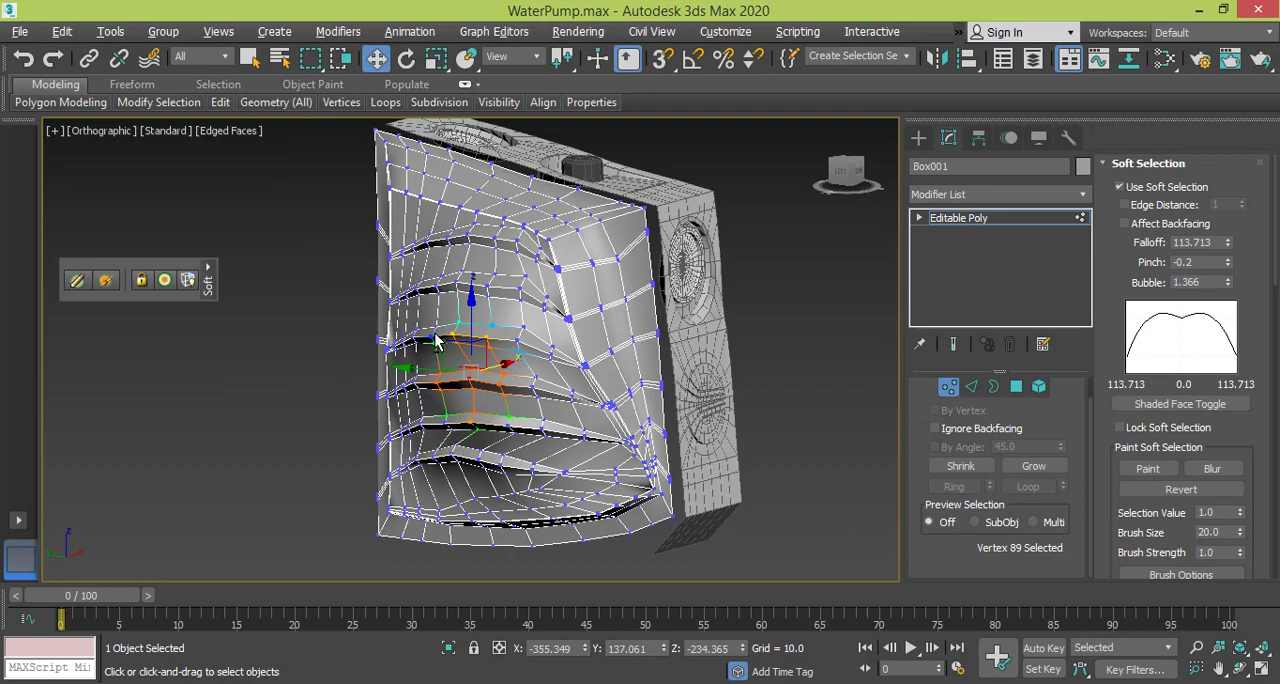 WaterPump.max - Autodesk 3ds Max 2020
File Edit Tools Group Views Create Modifiers Animation Graph Editors Rendering Civil View Customize Scripting Interactive Sign In Workspaces: Default
All View Create Selection Se
Modeling Freeform Selection Object Paint Populate
Polygon Modeling Modify Selection Edit Geometry (All) Vertices Loops Subdivision Visibility Align Properties
[+] [Orthographic] [Standard] [Edged Faces]
LEFT
Soft
z
x
z
Box001
Modifier List
Editable Poly
By Vertex
Ignore Backfacing
By Angle: 45.0
Shrink Grow
Ring Loop
Preview Selection
Off SubObj Multi
Vertex 89 Selected
Soft Selection
Use Soft Selection
Edge Distance: 1
Affect Backfacing
Falloff: 113.713
Pinch: -0.2
Bubble: 1.366
113.713 0.0 113.713
Shaded Face Toggle
Lock Soft Selection
Paint Soft Selection
Paint Blur
Revert
Selection Value 1.0
Brush Size 20.0
Brush Strength 1.0
Brush Options
0 / 100
0 5 10 15 20 25 30 35 40 45 50 55 60 65 70 75 80 85 90 95 100
MAXScript Mi
1 Object Selected
Click or click-and-drag to select objects
X: -355.349 Y: 137.061 Z: -234.365 Grid = 10.0
Add Time Tag
0
Auto Key Selected
Set Key Key Filters...